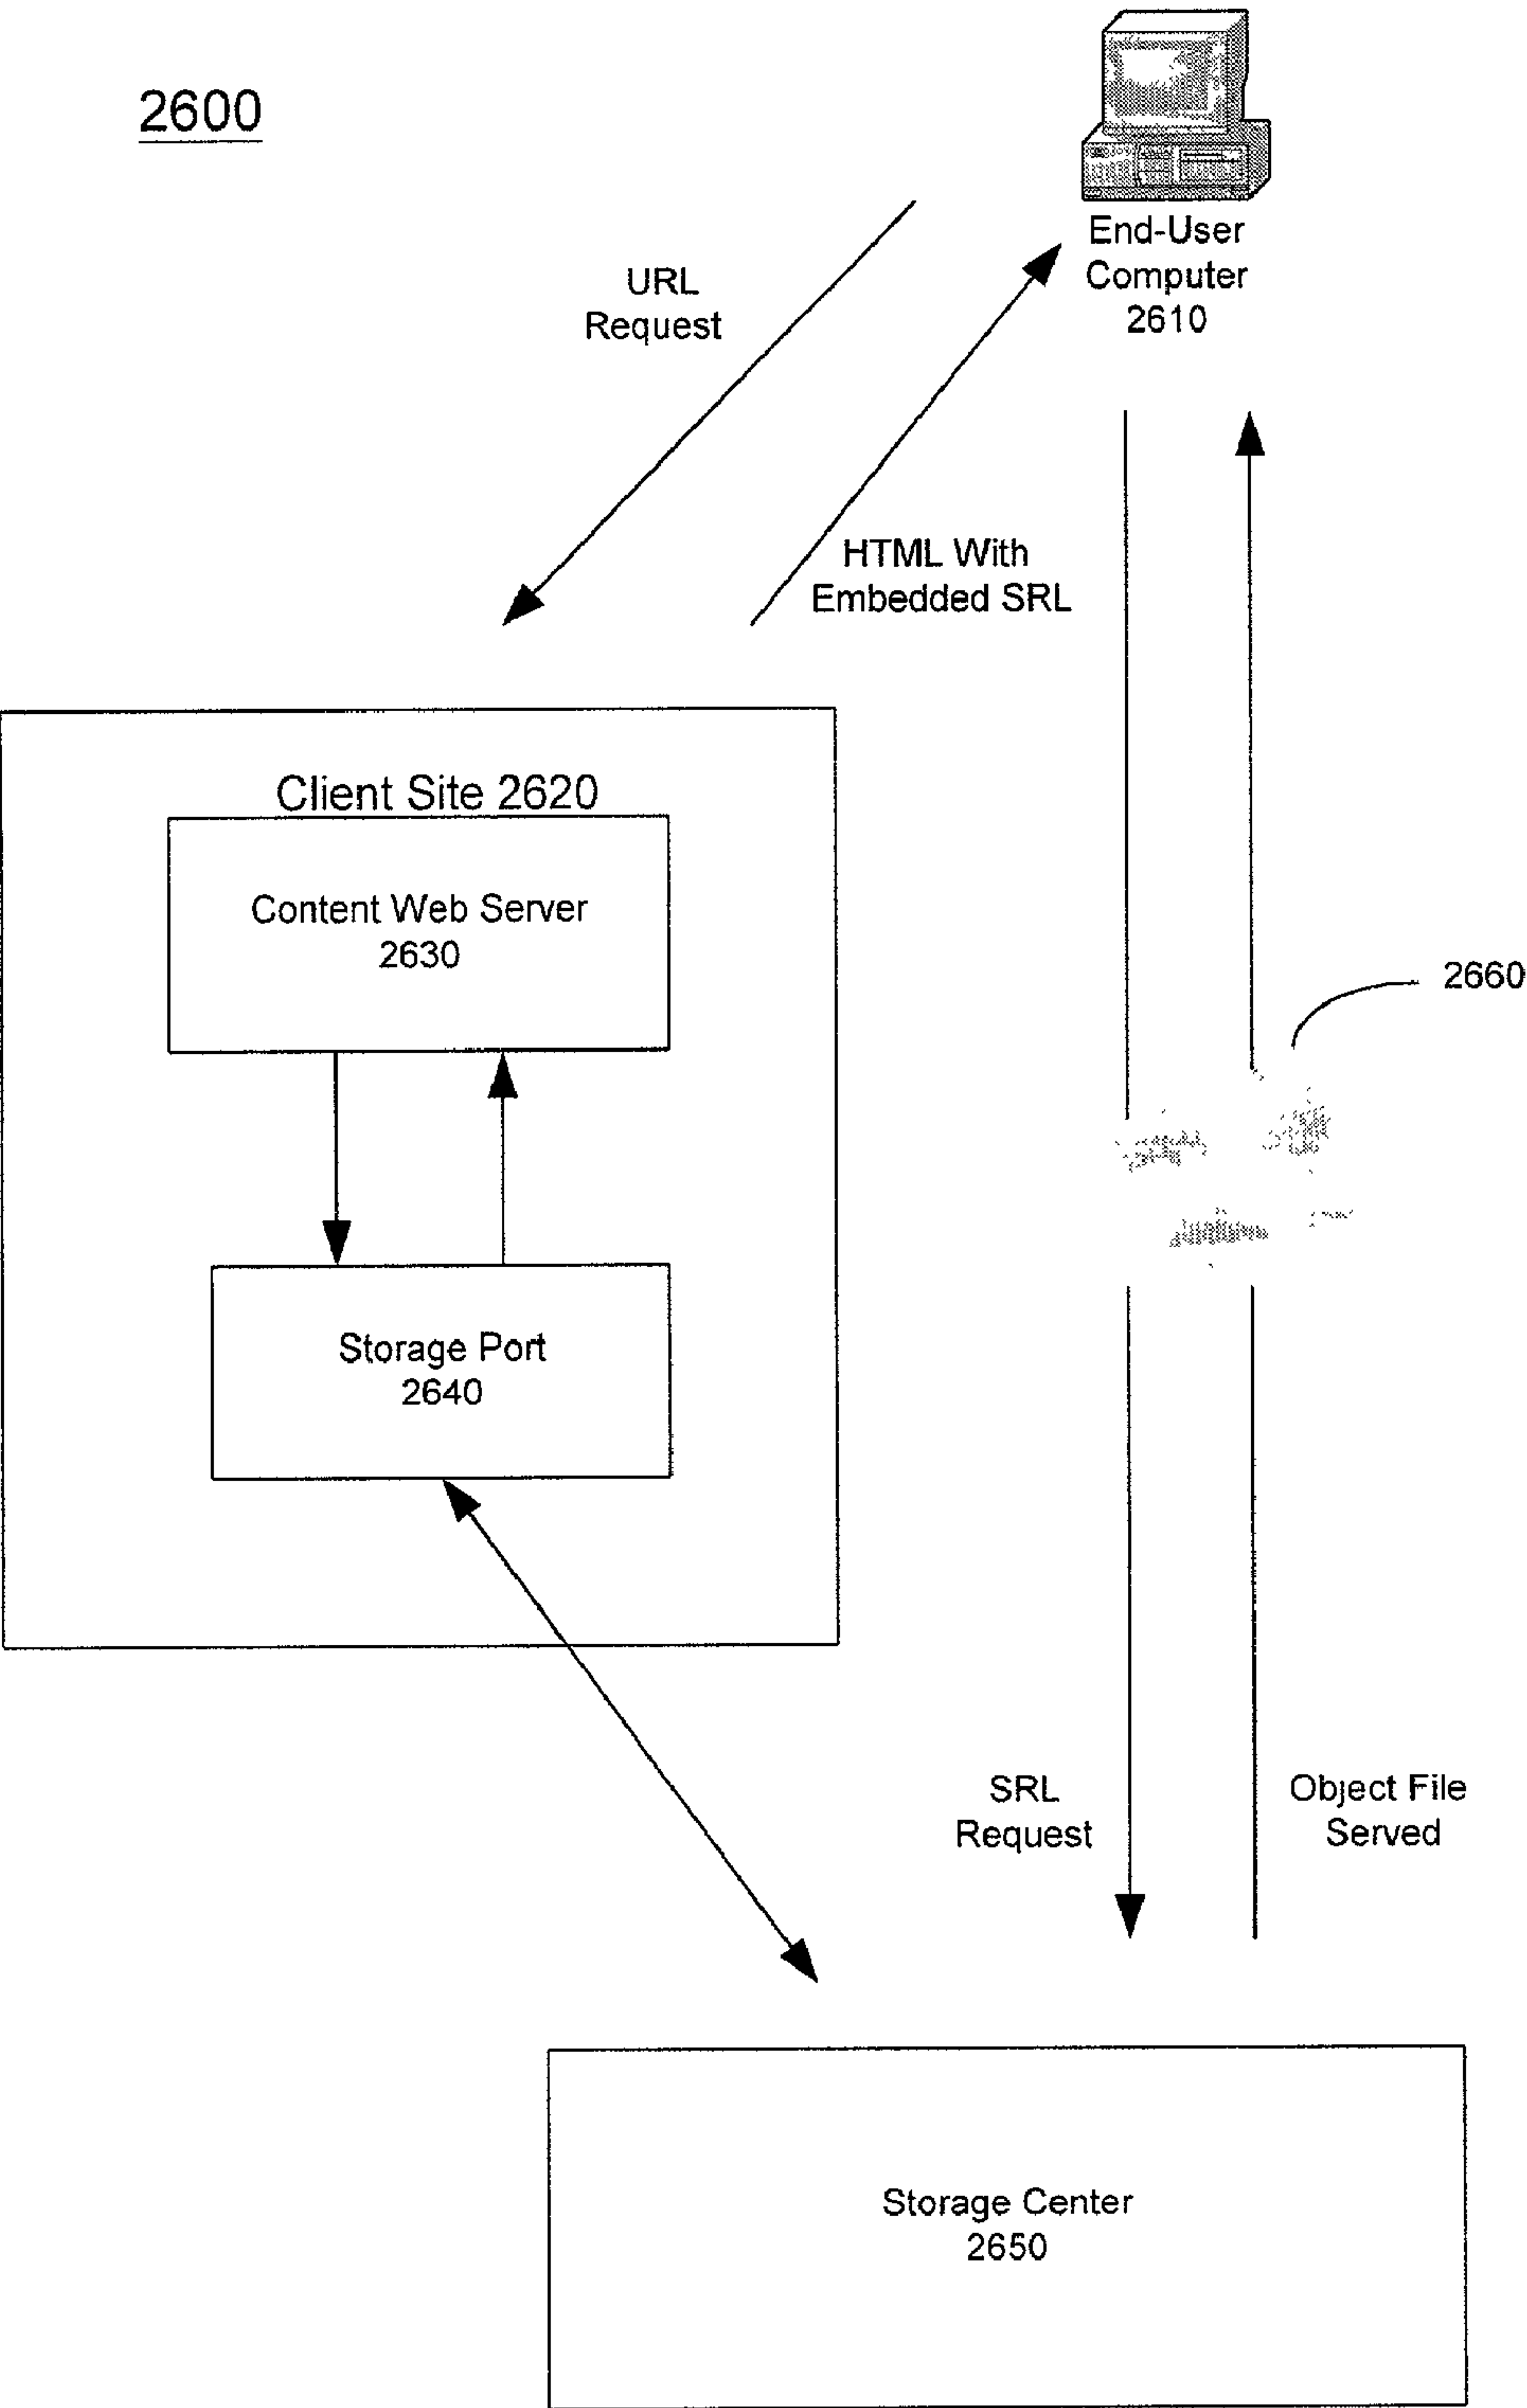 2600
End-User
Computer
2610
URL
Request
HTML With
Embedded SRL
Client Site 2620
Content Web Server
2630
2660
Storage Port
2640
SRL
Request
Object File
Served
Storage Center
2650